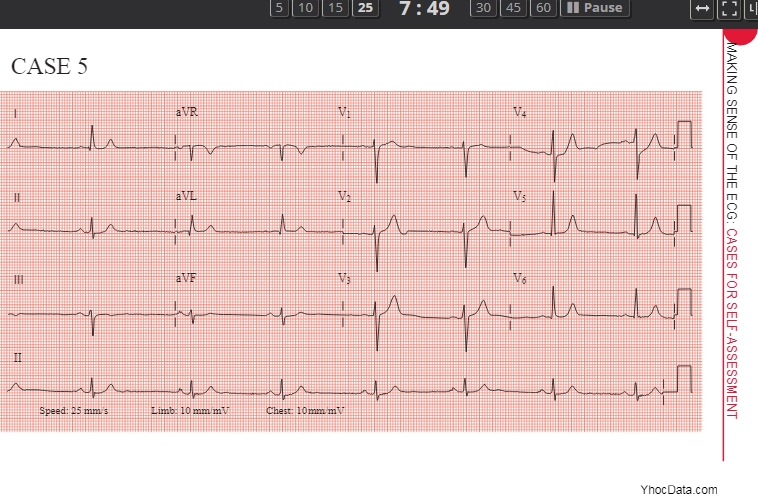 5 10 15 25 7 : 49 30 45 60 Pause
CASE 5
I aVR V1 V4
II aVL V2 V5
III aVF V3 V6
II
Speed: 25 mm/s Limb: 10 mm/mV Chest: 10 mm/mV
MAKING SENSE OF THE ECG: CASES FOR SELF-ASSESSMENT
YhocData.com